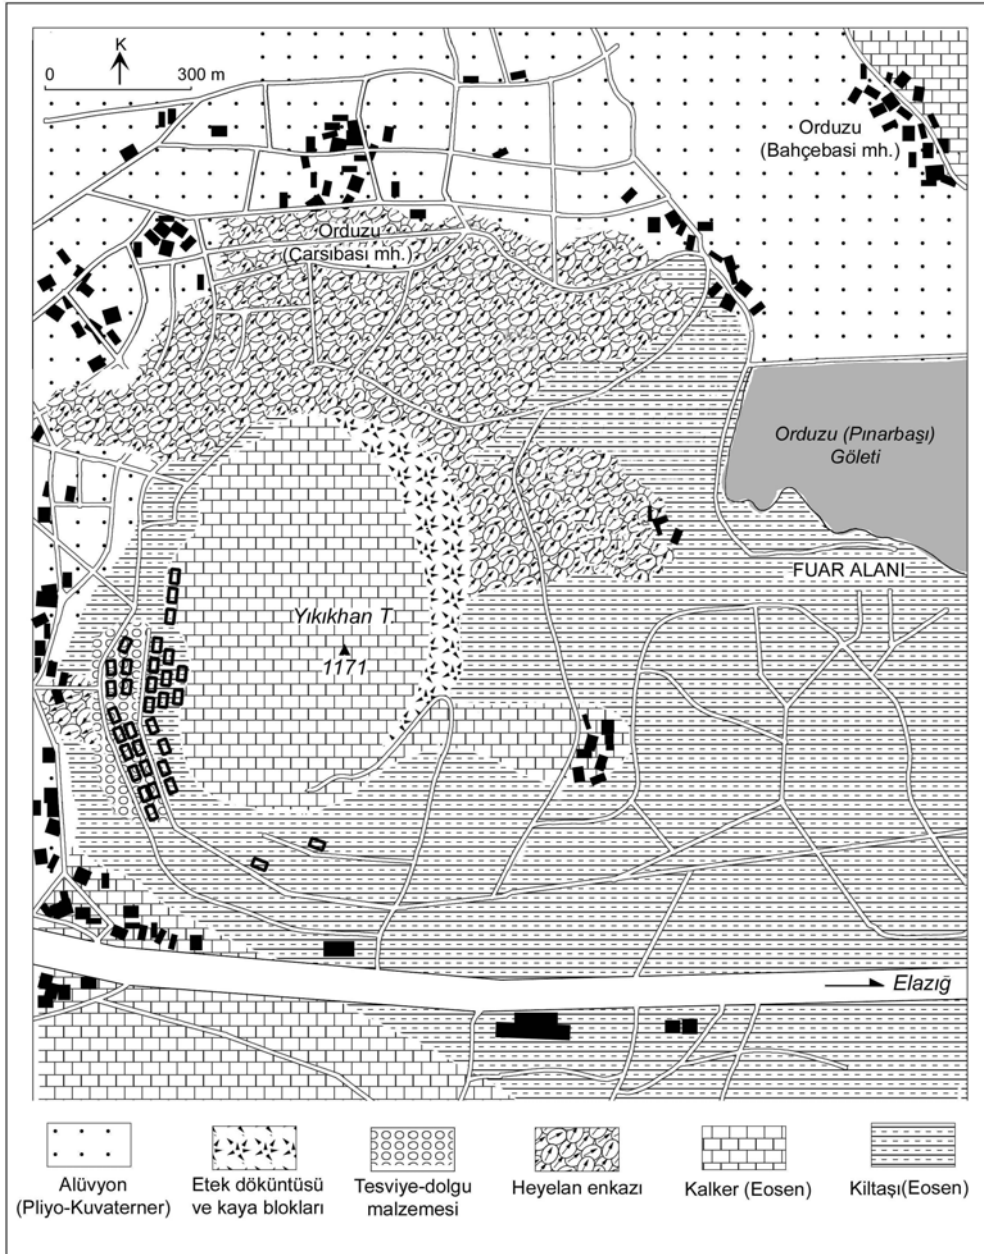 K
0 300 m
Orduzu
(Bahçebasi mh.)
Orduzu
(Çarsıbası mh.)
Orduzu (Pınarbaşı)
Göleti
FUAR ALANI
Yıkıkhan T.
1171
Elazığ
Alüvyon
(Pliyo-Kuvaterner)
Etek döküntüsü
ve kaya blokları
Tesviye-dolgu
malzemesi
Heyelan enkazı
Kalker (Eosen)
Kiltaşı(Eosen)